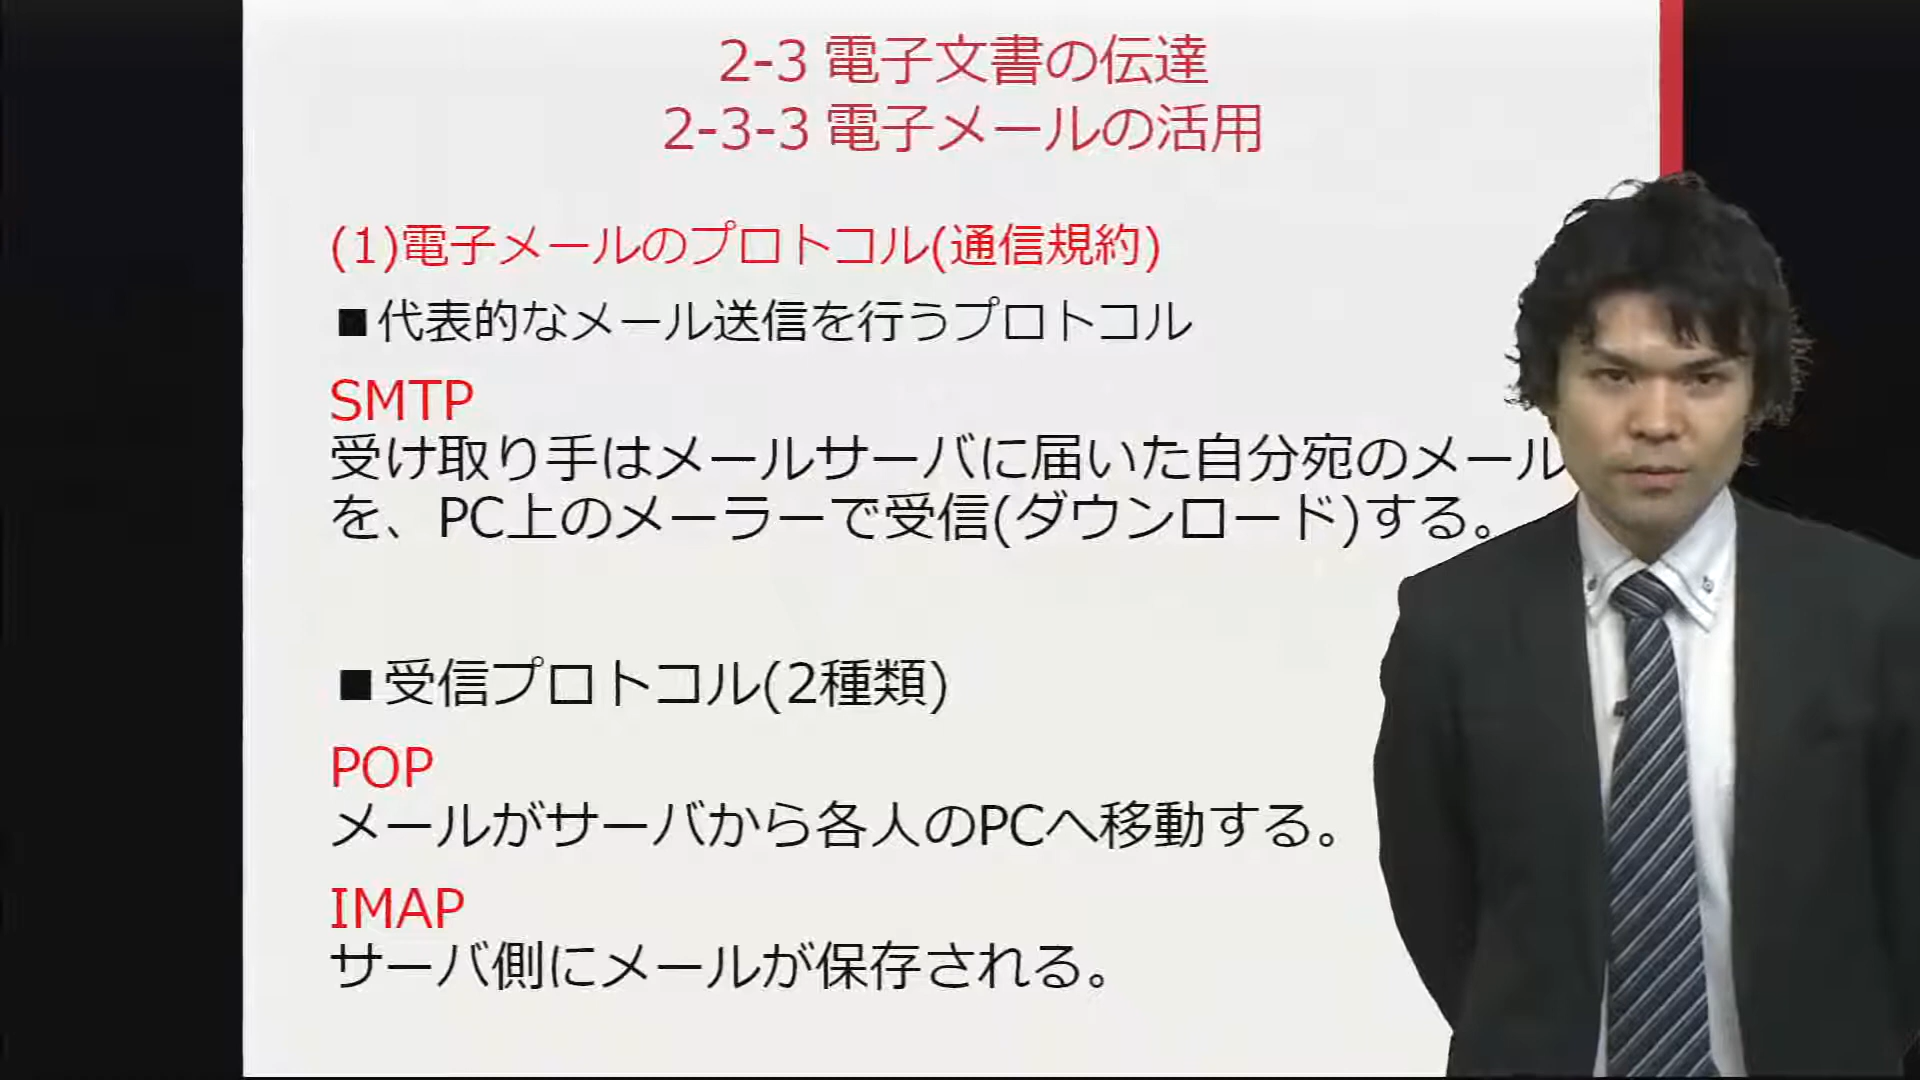 2-3 電子文書の伝達
2-3-3 電子メールの活用
(1)電子メールのプロトコル(通信規約)
■代表的なメール送信を行うプロトコル
SMTP
受け取り手はメールサーバに届いた自分宛のメール
を、PC上のメーラーで受信(ダウンロード)する。
■受信プロトコル(2種類)
POP
メールがサーバから各人のPCへ移動する。
IMAP
サーバ側にメールが保存される。